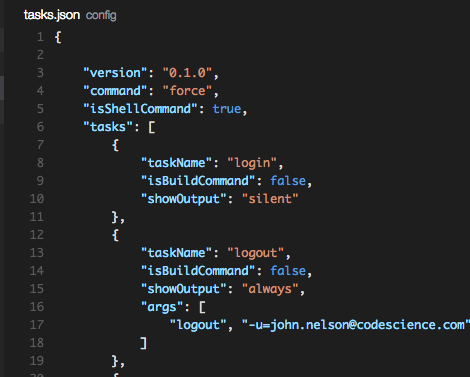 tasks.json config
1 {
2
3 "version": "0.1.0",
4 "command": "force",
5 "isShellCommand": true,
6 "tasks": [
7 {
8 "taskName": "login",
9 "isBuildCommand": false,
10 "showOutput": "silent"
11 },
12 {
13 "taskName": "logout",
14 "isBuildCommand": false,
15 "showOutput": "always",
16 "args": [
17 "logout", "-u=john.nelson@codescience.com"
18 ]
19 },